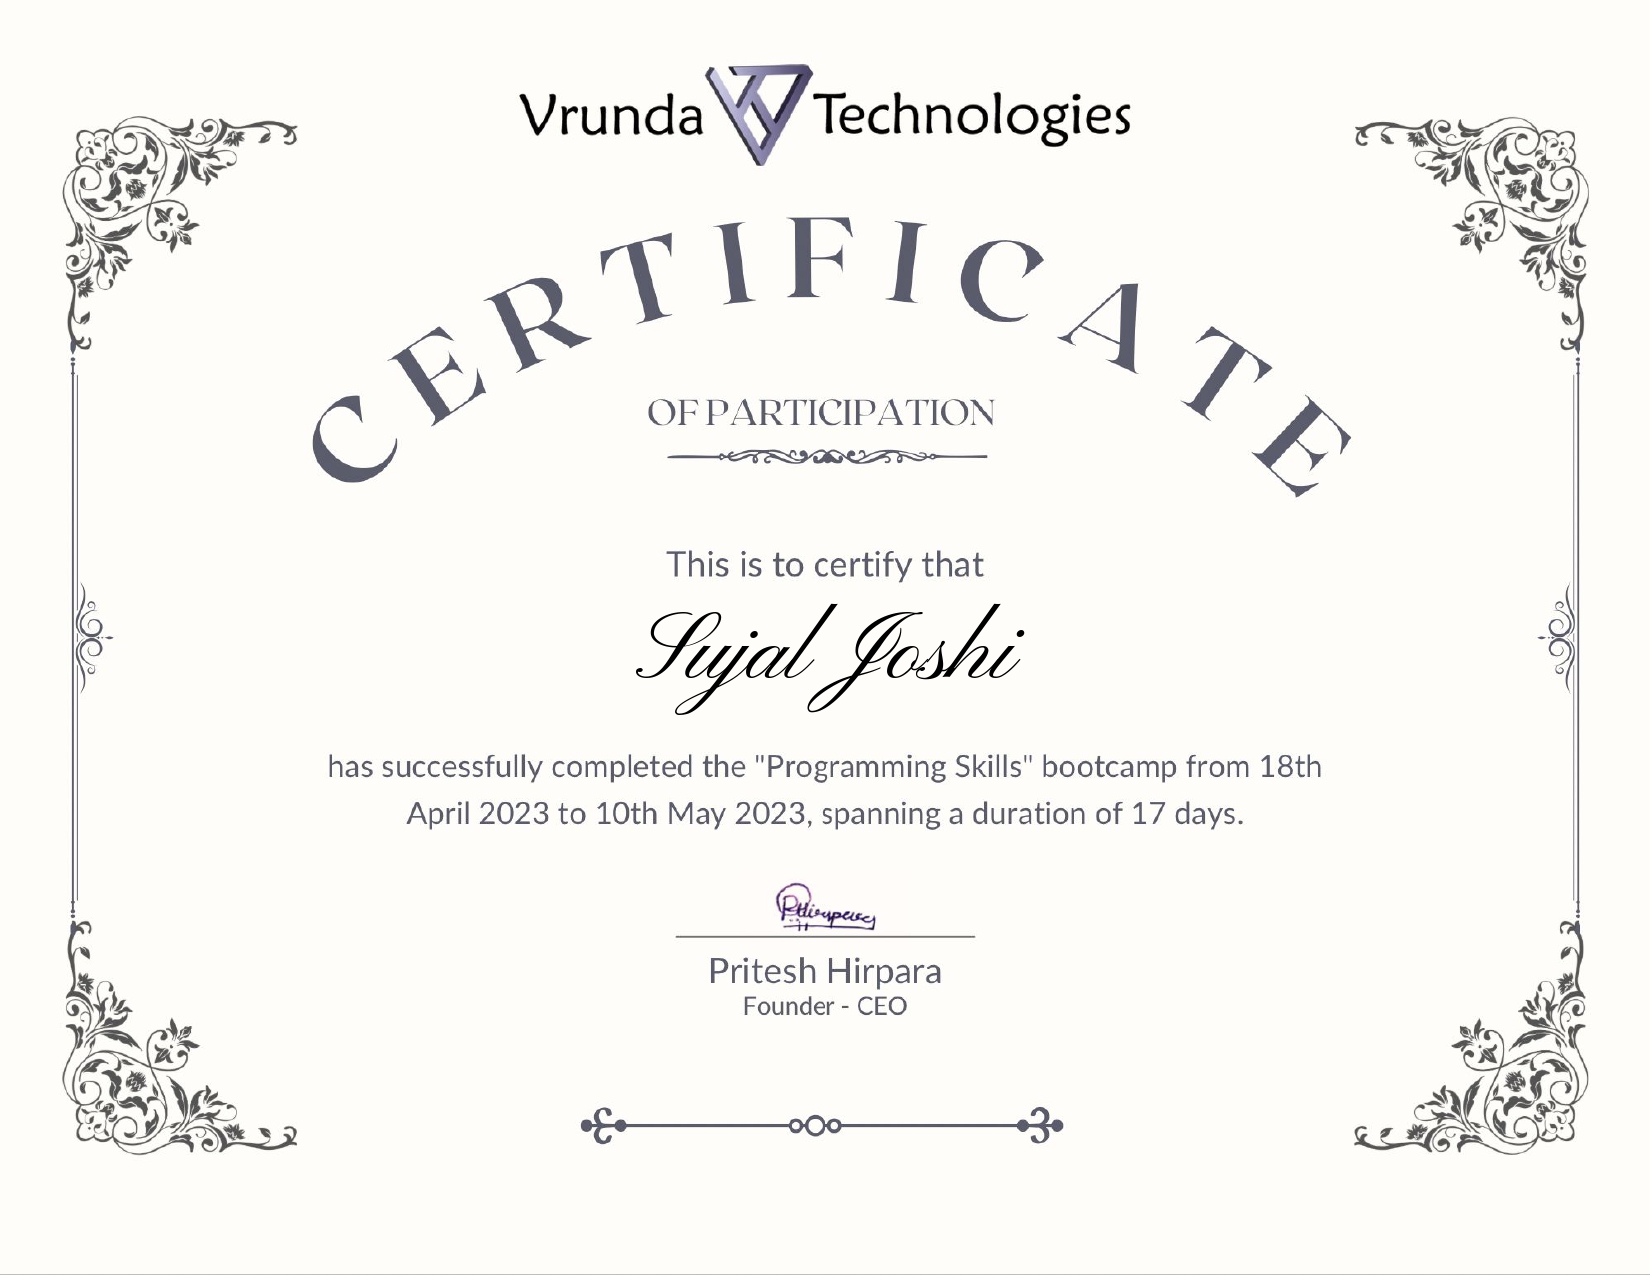 Vrunda Technologies
CERTIFICATE
OF PARTICIPATION
This is to certify that
Sujal Joshi
has successfully completed the "Programming Skills" bootcamp from 18th
April 2023 to 10th May 2023, spanning a duration of 17 days.
Pritesh Hirpara
Founder - CEO